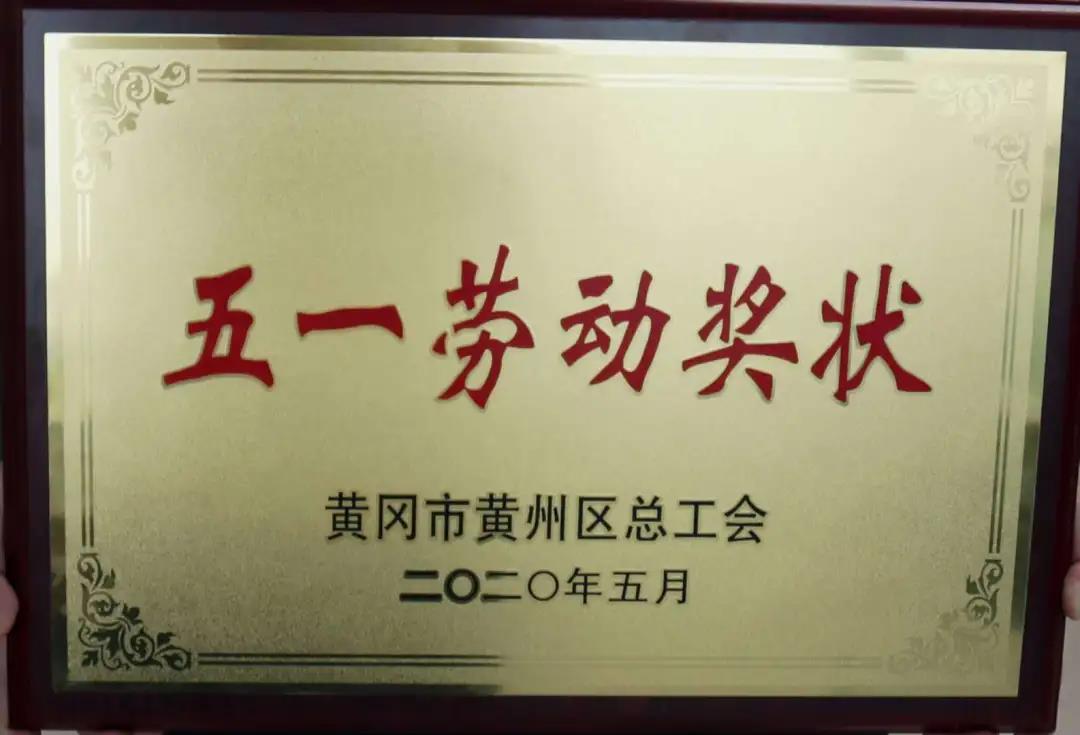 五一劳动奖状
黄冈市黄州区总工会
二〇二〇年五月